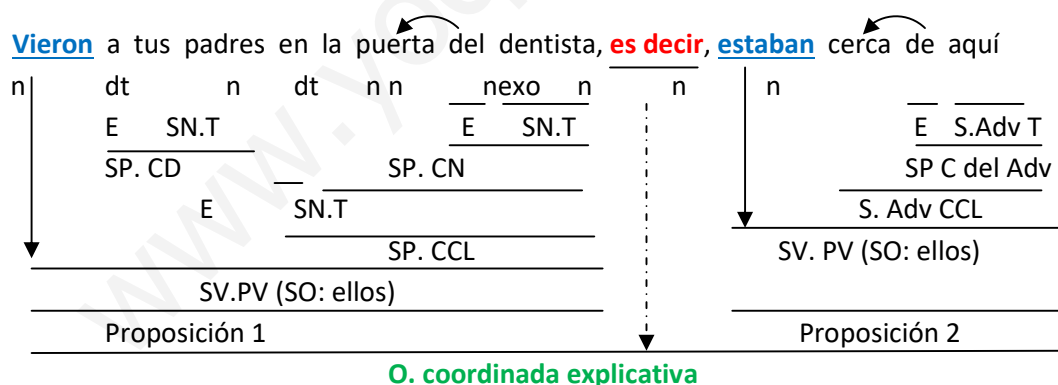 Vieron a tus padres en la puerta del dentista, es decir, estaban cerca de aquí
n dt n dt n n nexo n n n
E SN.T E SN.T E S.Adv T
SP. CD SP. CN SP C del Adv
E SN.T S. Adv CCL
SP. CCL SV. PV (SO: ellos)
SV.PV (SO: ellos)
Proposición 1 Proposición 2
O. coordinada explicativa